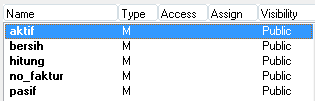 Name Type Access Assign Visibility
aktif M Public
bersih M Public
hitung M Public
no_faktur M Public
pasif M Public